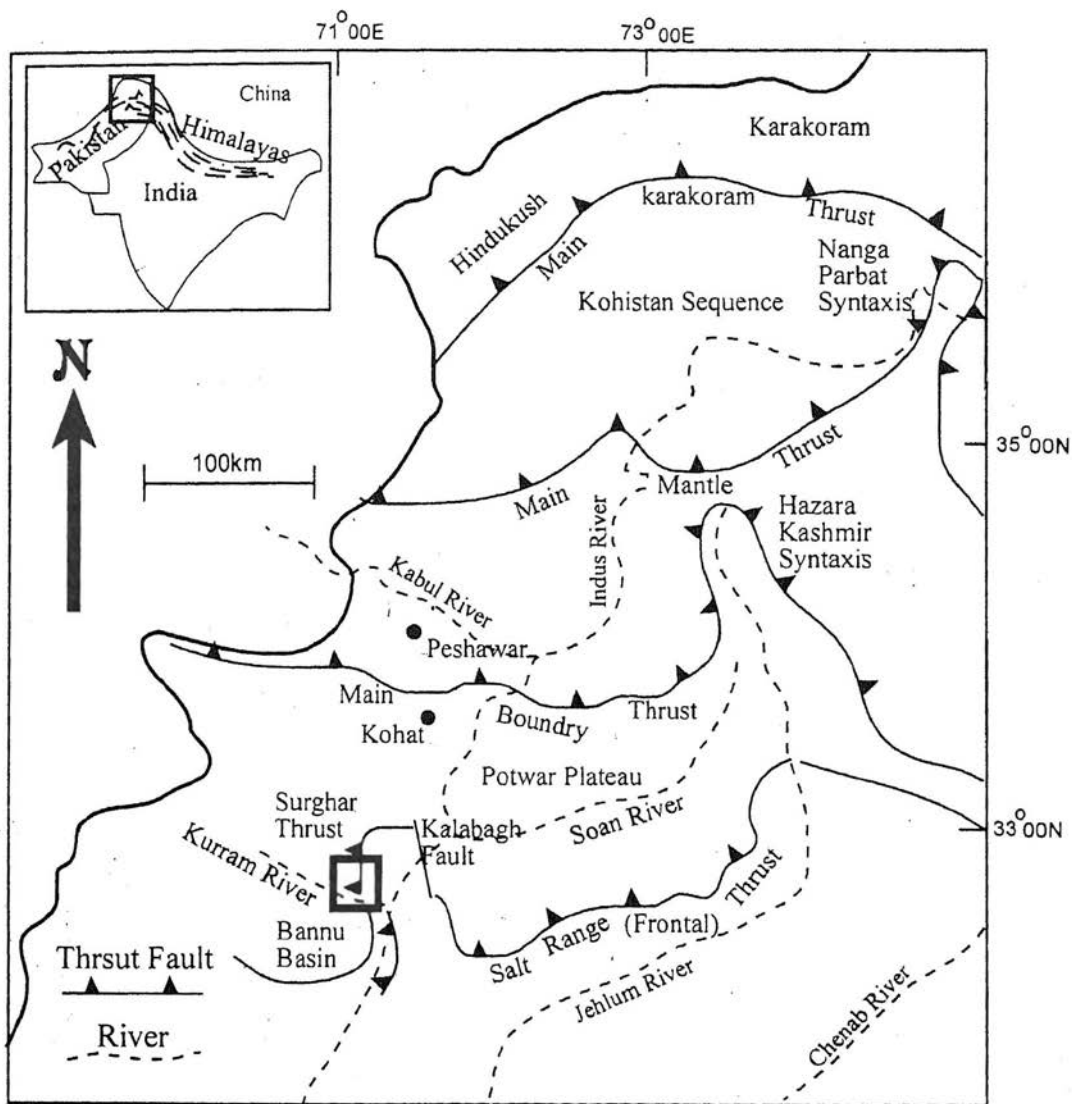 71°00E
73°00E
China
Himalayas
Pakistan
India
Karakoram
Hindukush
Main
karakoram
Thrust
Nanga
Parbat
Syntaxis
Kohistan Sequence
N
100km
35°00N
Main
Mantle
Thrust
Hazara
Kashmir
Syntaxis
Indus River
Kabul River
Peshawar
Main
Boundry
Thrust
Kohat
Potwar Plateau
Surghar
Thrust
Kalabagh
Fault
Soan River
33°00N
Kurram River
Bannu
Basin
Salt Range (Frontal) Thrust
Thrsut Fault
River
Jehlum River
Chenab River